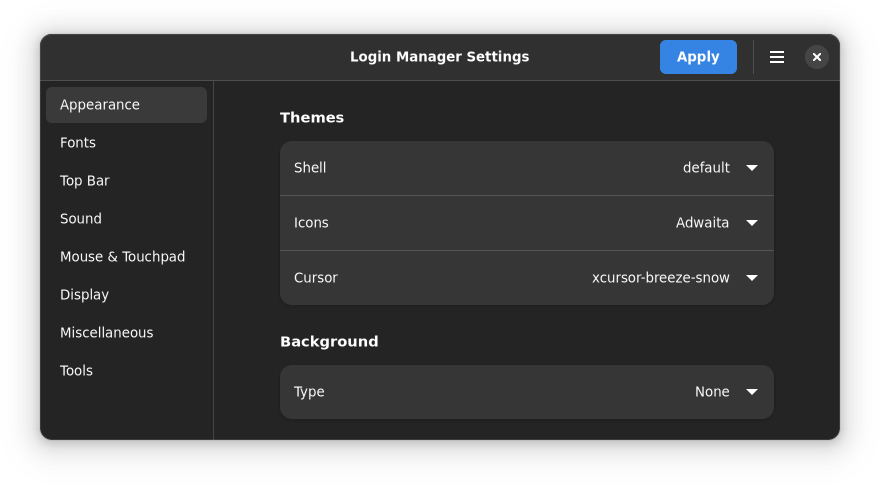 Login Manager Settings
Apply
Appearance
Fonts
Top Bar
Sound
Mouse & Touchpad
Display
Miscellaneous
Tools
Themes
Shell default
Icons Adwaita
Cursor xcursor-breeze-snow
Background
Type None